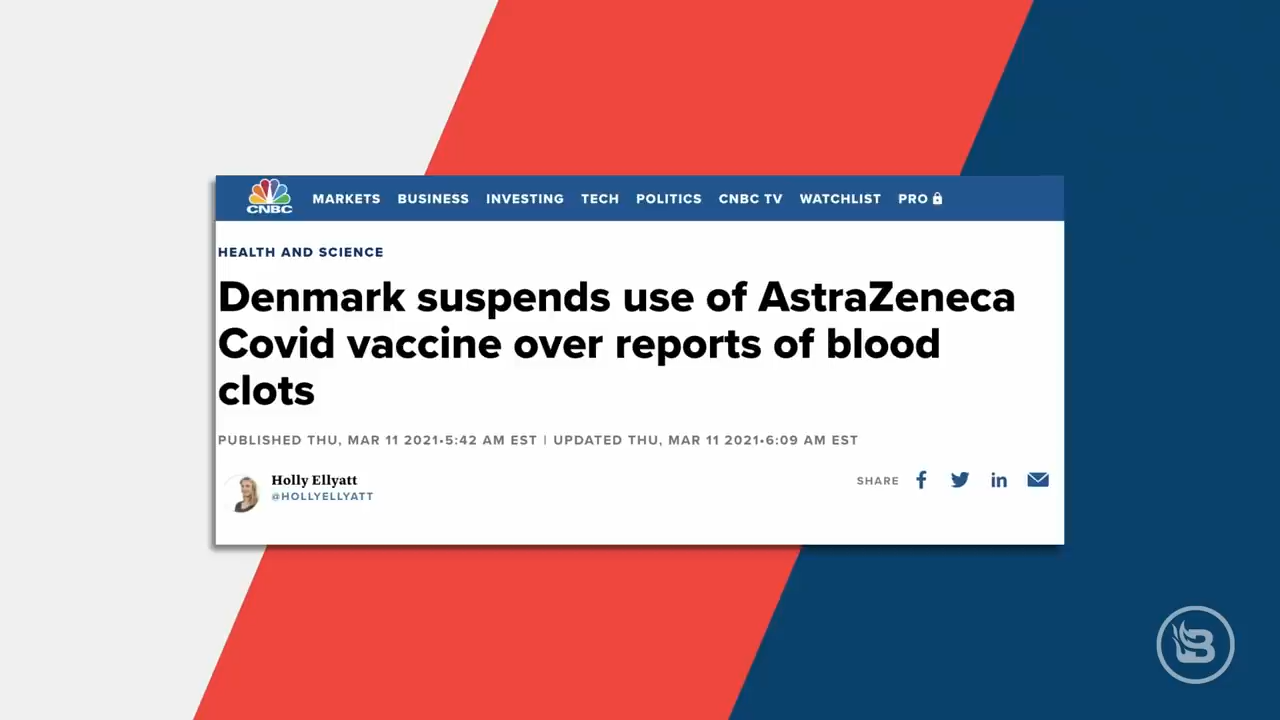 CNBC MARKETS BUSINESS INVESTING TECH POLITICS CNBC TV WATCHLIST PRO
HEALTH AND SCIENCE
Denmark suspends use of AstraZeneca
Covid vaccine over reports of blood
clots
PUBLISHED THU, MAR 11 2021•5:42 AM EST | UPDATED THU, MAR 11 2021•6:09 AM EST
Holly Ellyatt
@HOLLYELLYATT
SHARE f in
B